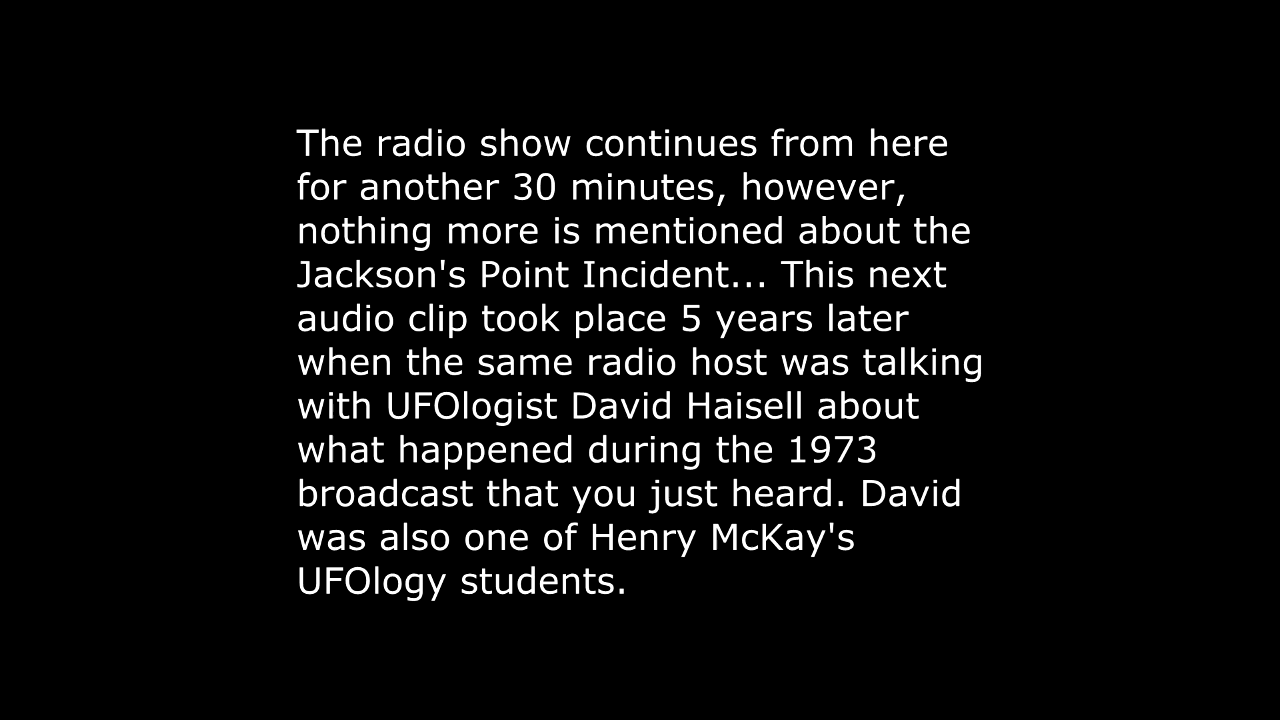 The radio show continues from here
for another 30 minutes, however,
nothing more is mentioned about the
Jackson's Point Incident... This next
audio clip took place 5 years later
when the same radio host was talking
with UFOlogist David Haisell about
what happened during the 1973
broadcast that you just heard. David
was also one of Henry McKay's
UFOlogy students.